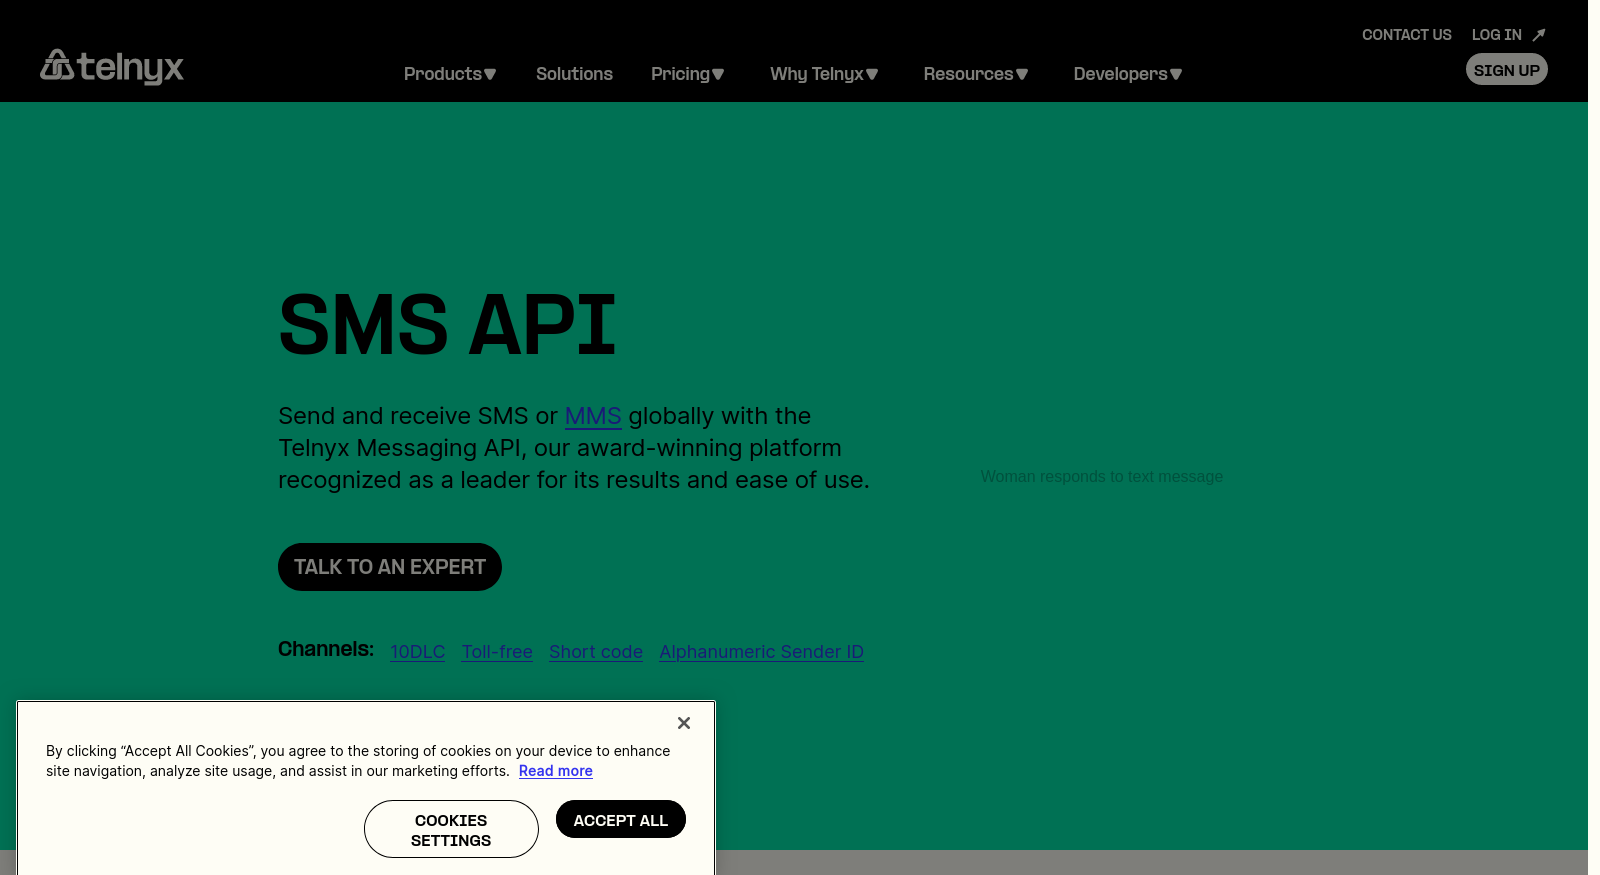 CONTACT US LOG IN
telnyx Products Solutions Pricing Why Telnyx Resources Developers SIGN UP
SMS API
Send and receive SMS or MMS globally with the
Telnyx Messaging API, our award-winning platform
recognized as a leader for its results and ease of use.
Woman responds to text message
TALK TO AN EXPERT
Channels: 10DLC Toll-free Short code Alphanumeric Sender ID
By clicking “Accept All Cookies”, you agree to the storing of cookies on your device to enhance
site navigation, analyze site usage, and assist in our marketing efforts. Read more
COOKIES
SETTINGS
ACCEPT ALL